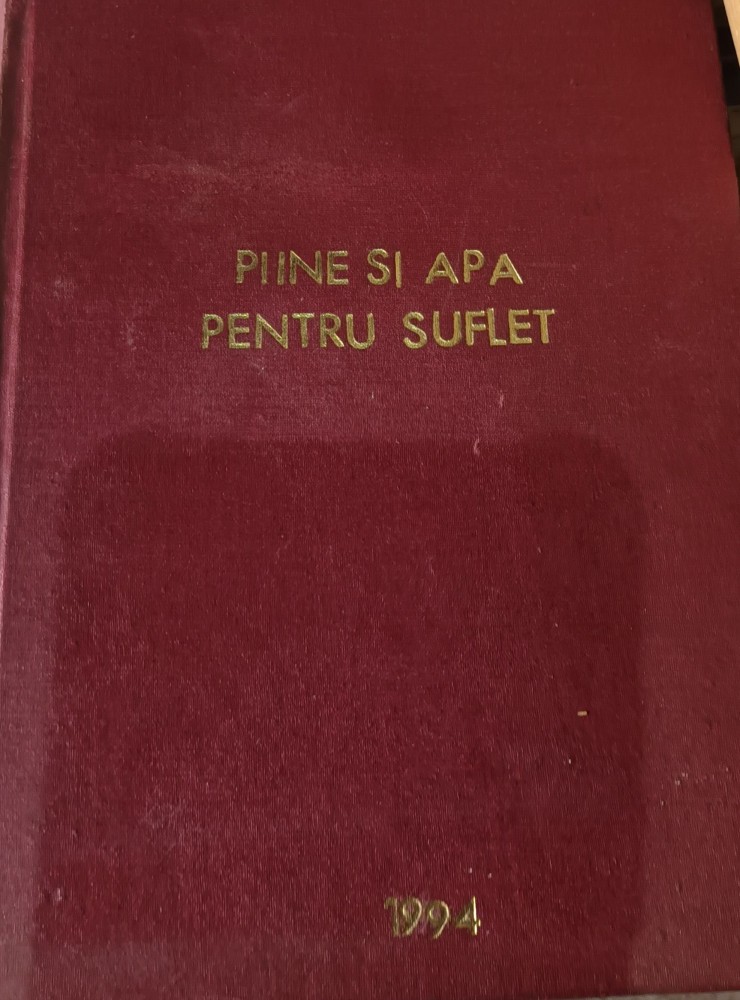 PIINE SI APA
PENTRU SUFLET
1994